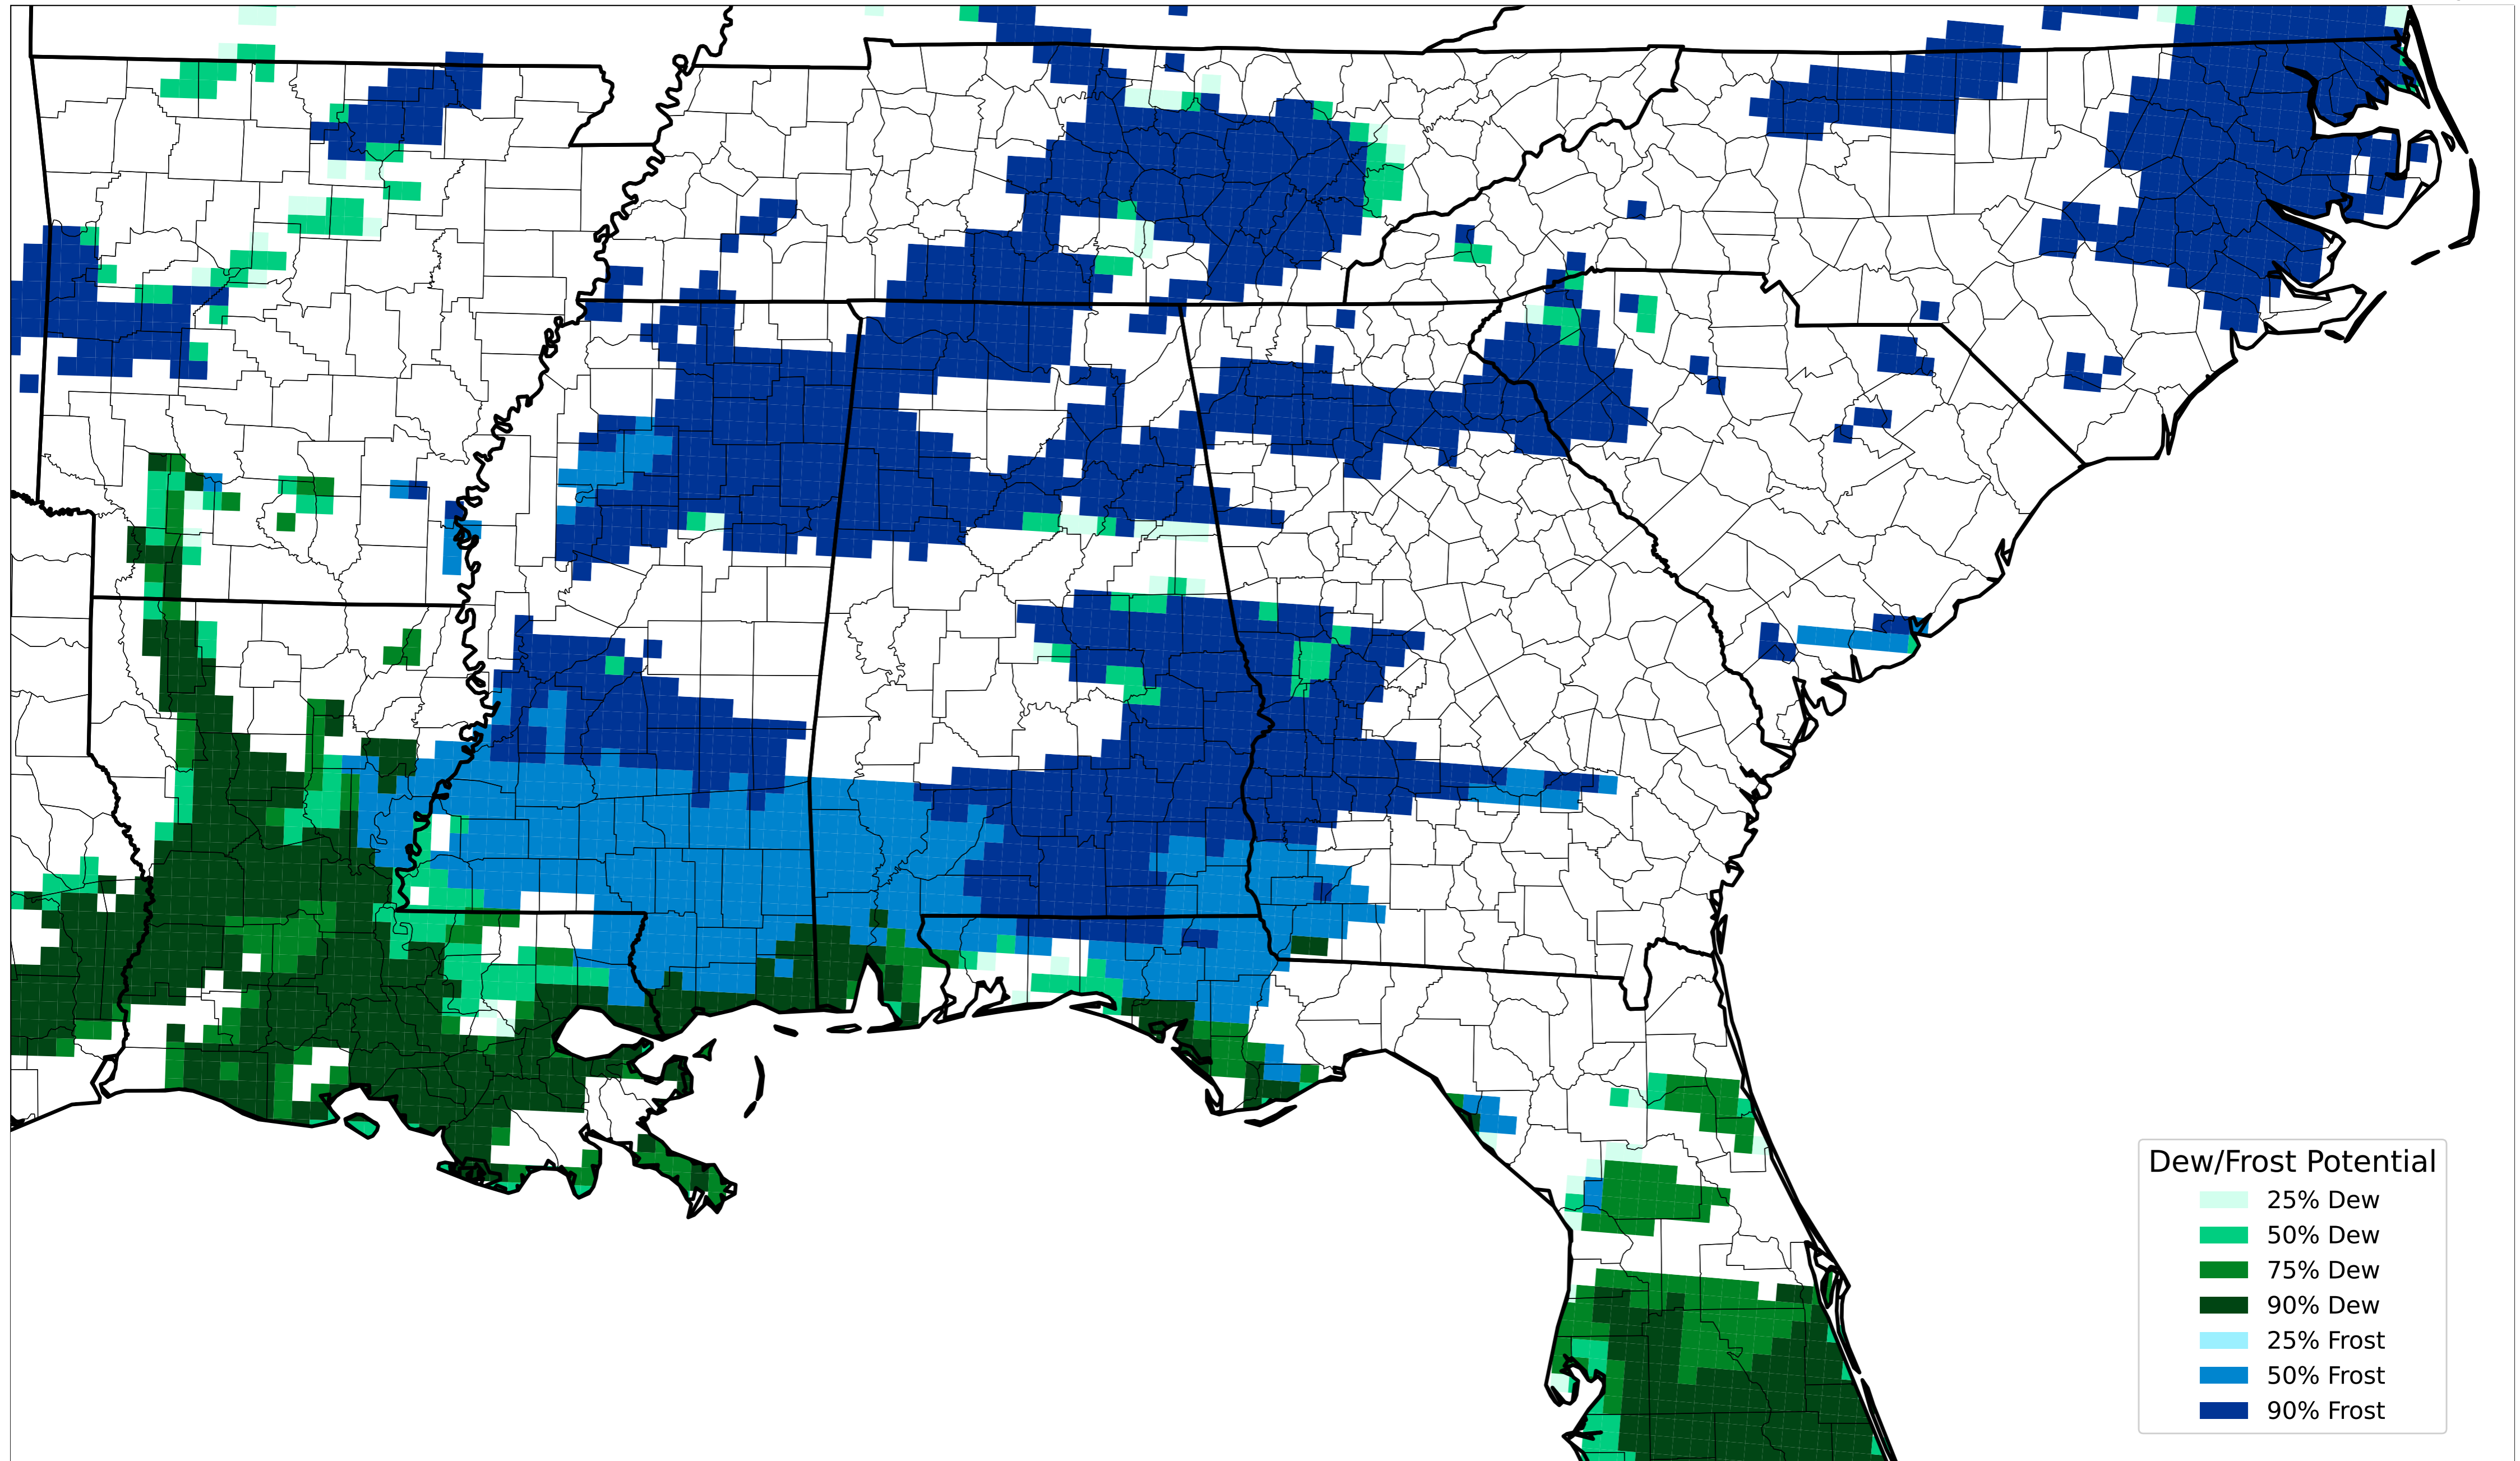 Dew/Frost Potential
25% Dew
50% Dew
75% Dew
90% Dew
25% Frost
50% Frost
90% Frost